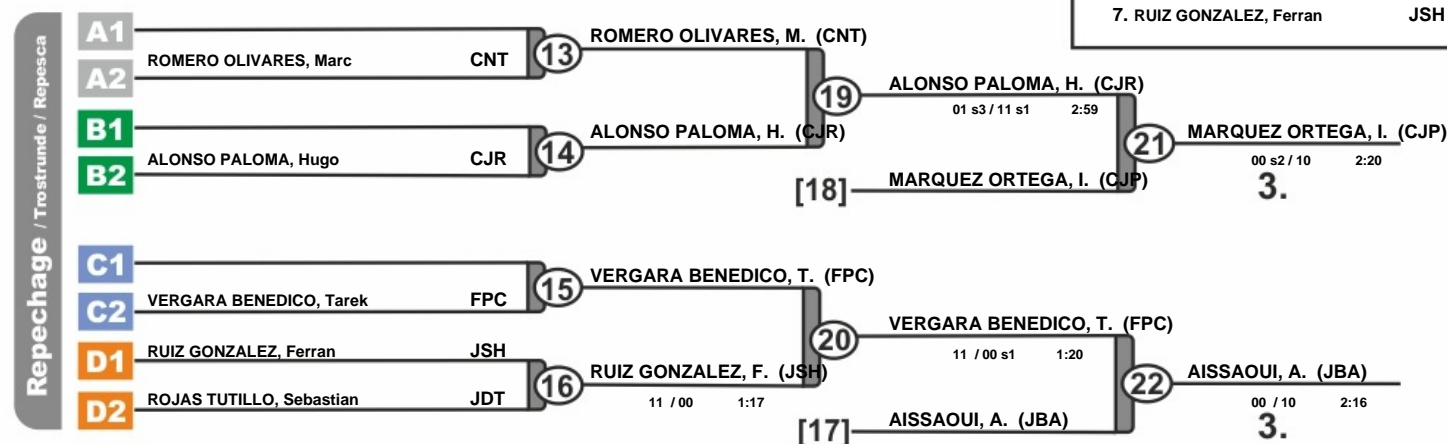 7. RUIZ GONZALEZ, Ferran JSH
Repechage / Trostrunde / Repesca
A1
ROMERO OLIVARES, Marc CNT
A2
13
ROMERO OLIVARES, M. (CNT)
B1
ALONSO PALOMA, Hugo CJR
B2
14
ALONSO PALOMA, H. (CJR)
19
ALONSO PALOMA, H. (CJR)
01 s3 / 11 s1 2:59
[18]
MARQUEZ ORTEGA, I. (CJP)
21
MARQUEZ ORTEGA, I. (CJP)
00 s2 / 10 2:20
3.
C1
VERGARA BENEDICO, Tarek FPC
C2
15
VERGARA BENEDICO, T. (FPC)
D1
RUIZ GONZALEZ, Ferran JSH
ROJAS TUTILLO, Sebastian JDT
D2
16
RUIZ GONZALEZ, F. (JSH)
11 / 00 1:17
20
VERGARA BENEDICO, T. (FPC)
11 / 00 s1 1:20
[17]
AISSAOUI, A. (JBA)
22
AISSAOUI, A. (JBA)
00 / 10 2:16
3.